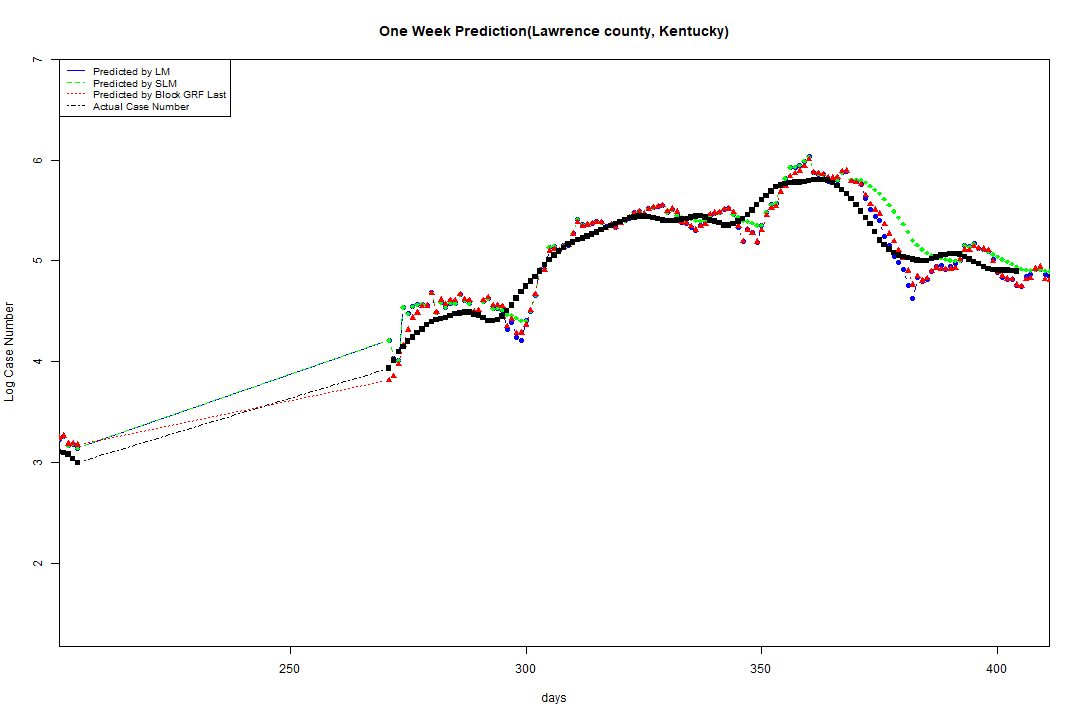 One Week Prediction(Lawrence county, Kentucky)
Predicted by LM
Predicted by SLM
Predicted by Block GRF Last
Actual Case Number
7
6
5
4
3
2
Log Case Number
250
300
350
400
days